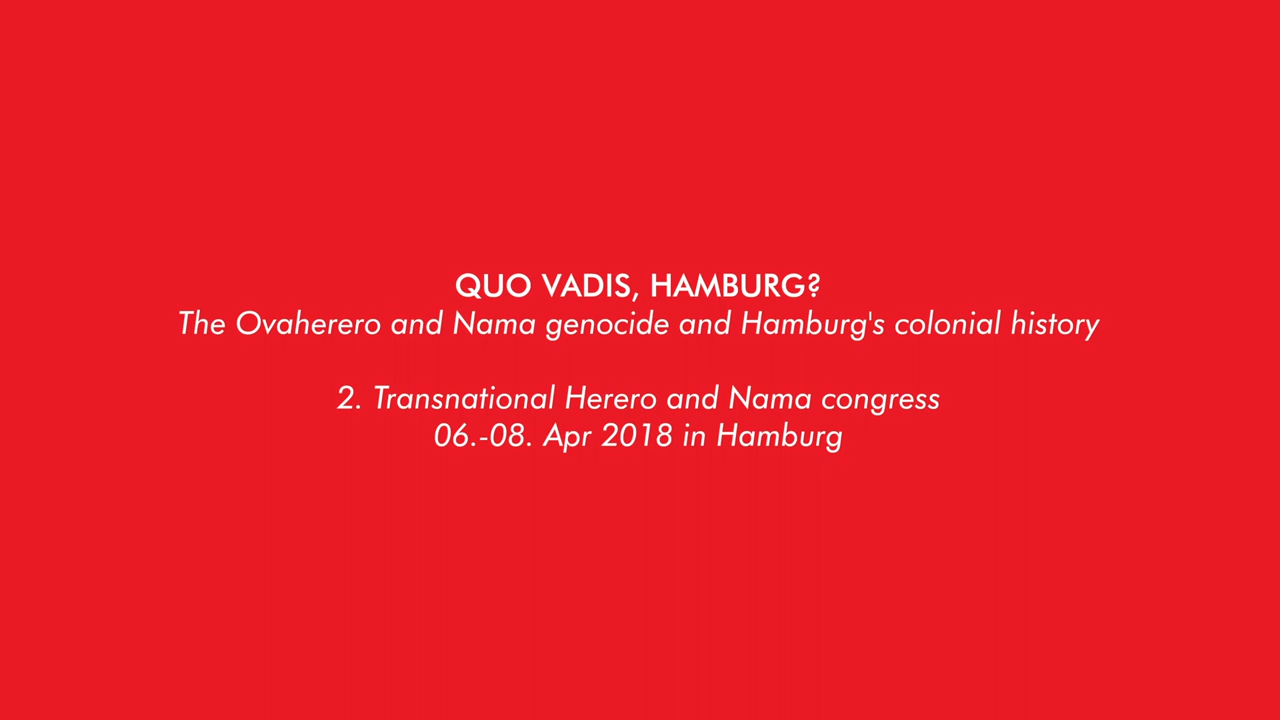 QUO VADIS, HAMBURG?
The Ovaherero and Nama genocide and Hamburg's colonial history
2. Transnational Herero and Nama congress
06.-08. Apr 2018 in Hamburg